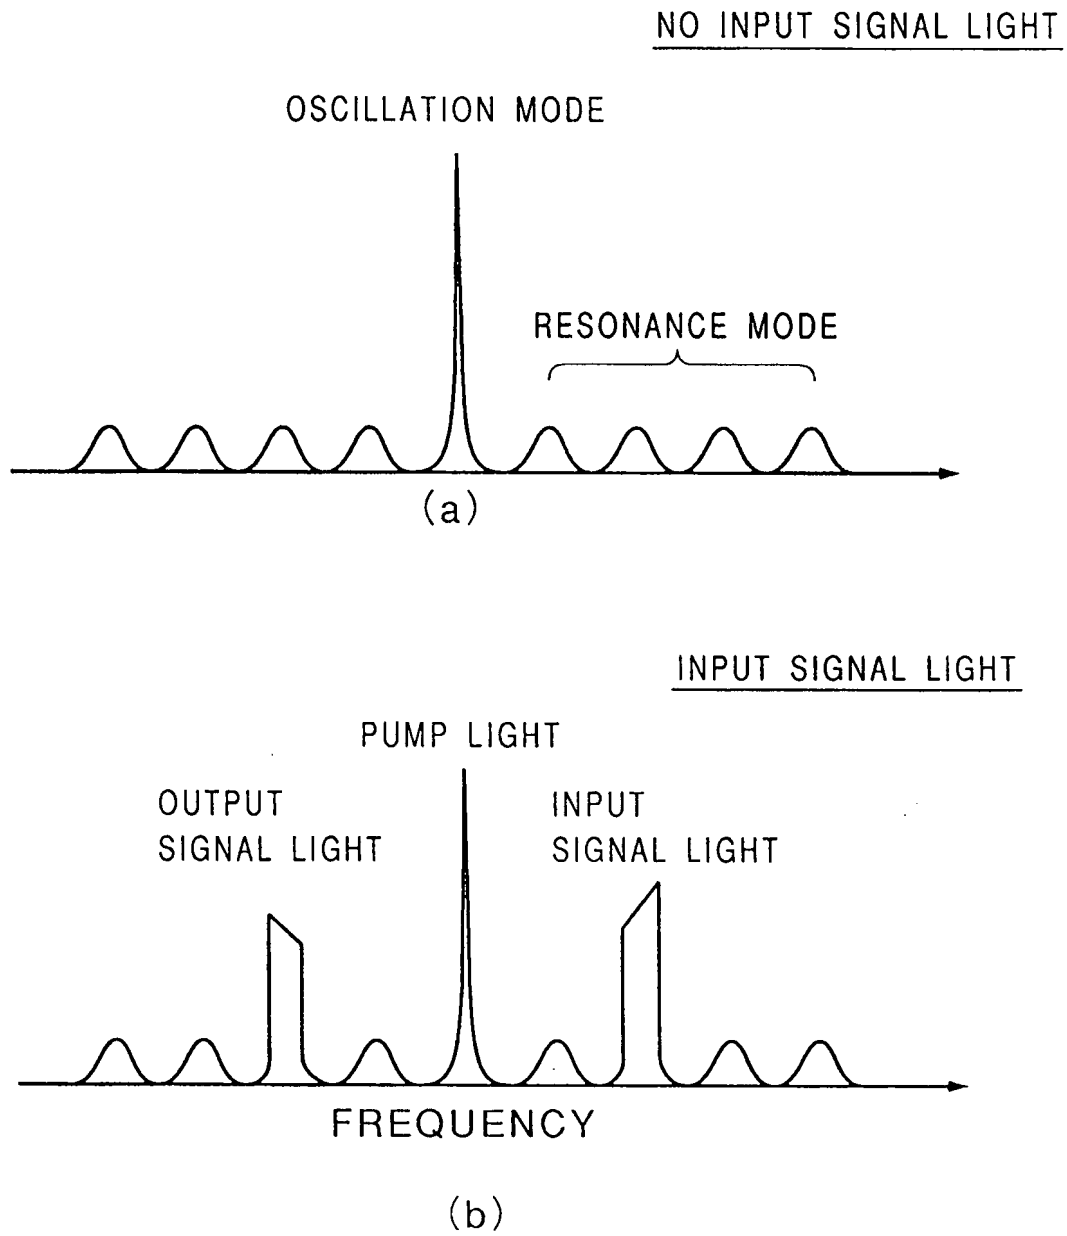 NO INPUT SIGNAL LIGHT
OSCILLATION MODE
RESONANCE MODE
(a)
INPUT SIGNAL LIGHT
PUMP LIGHT
OUTPUT
SIGNAL LIGHT
INPUT
SIGNAL LIGHT
FREQUENCY
(b)